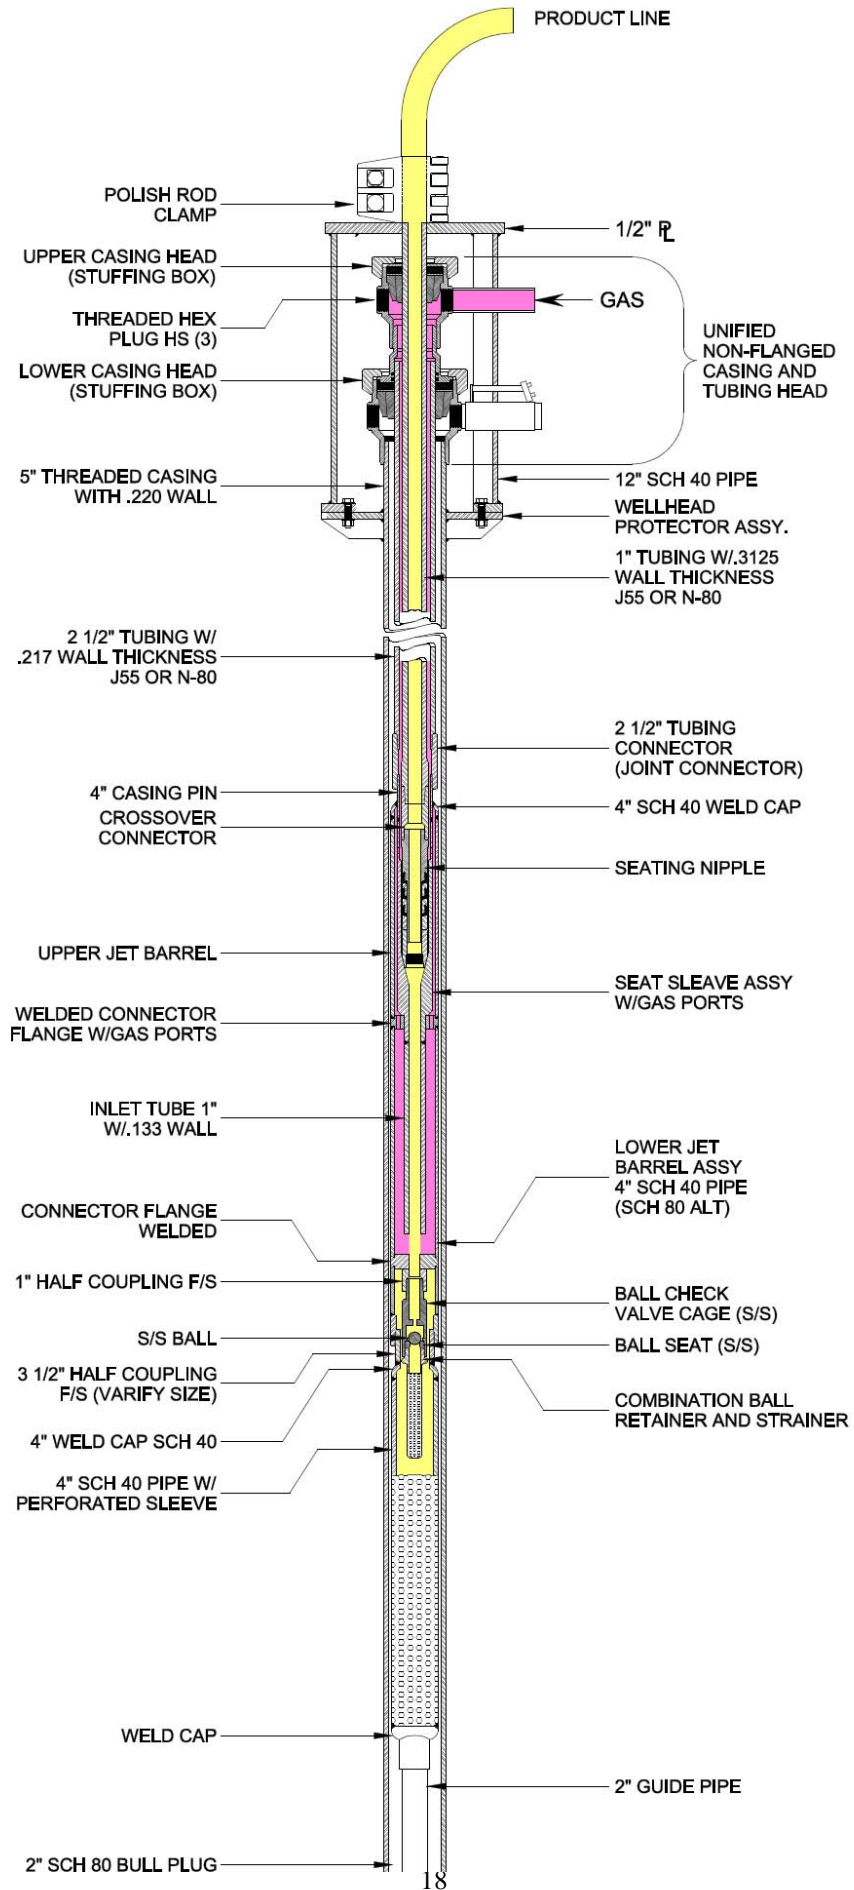 PRODUCT LINE
POLISH ROD
CLAMP
1/2" PL
UPPER CASING HEAD
(STUFFING BOX)
GAS
THREADED HEX
PLUG HS (3)
UNIFIED
NON-FLANGED
CASING AND
TUBING HEAD
LOWER CASING HEAD
(STUFFING BOX)
5" THREADED CASING
WITH .220 WALL
12" SCH 40 PIPE
WELLHEAD
PROTECTOR ASSY.
1" TUBING W/.3125
WALL THICKNESS
J55 OR N-80
2 1/2" TUBING W/
.217 WALL THICKNESS
J55 OR N-80
2 1/2" TUBING
CONNECTOR
(JOINT CONNECTOR)
4" CASING PIN
4" SCH 40 WELD CAP
CROSSOVER
CONNECTOR
SEATING NIPPLE
UPPER JET BARREL
SEAT SLEAVE ASSY
W/GAS PORTS
WELDED CONNECTOR
FLANGE W/GAS PORTS
INLET TUBE 1"
W/.133 WALL
LOWER JET
BARREL ASSY
4" SCH 40 PIPE
(SCH 80 ALT)
CONNECTOR FLANGE
WELDED
1" HALF COUPLING F/S
BALL CHECK
VALVE CAGE (S/S)
S/S BALL
BALL SEAT (S/S)
3 1/2" HALF COUPLING
F/S (VARIFY SIZE)
COMBINATION BALL
RETAINER AND STRAINER
4" WELD CAP SCH 40
4" SCH 40 PIPE W/
PERFORATED SLEEVE
WELD CAP
2" GUIDE PIPE
2" SCH 80 BULL PLUG
18